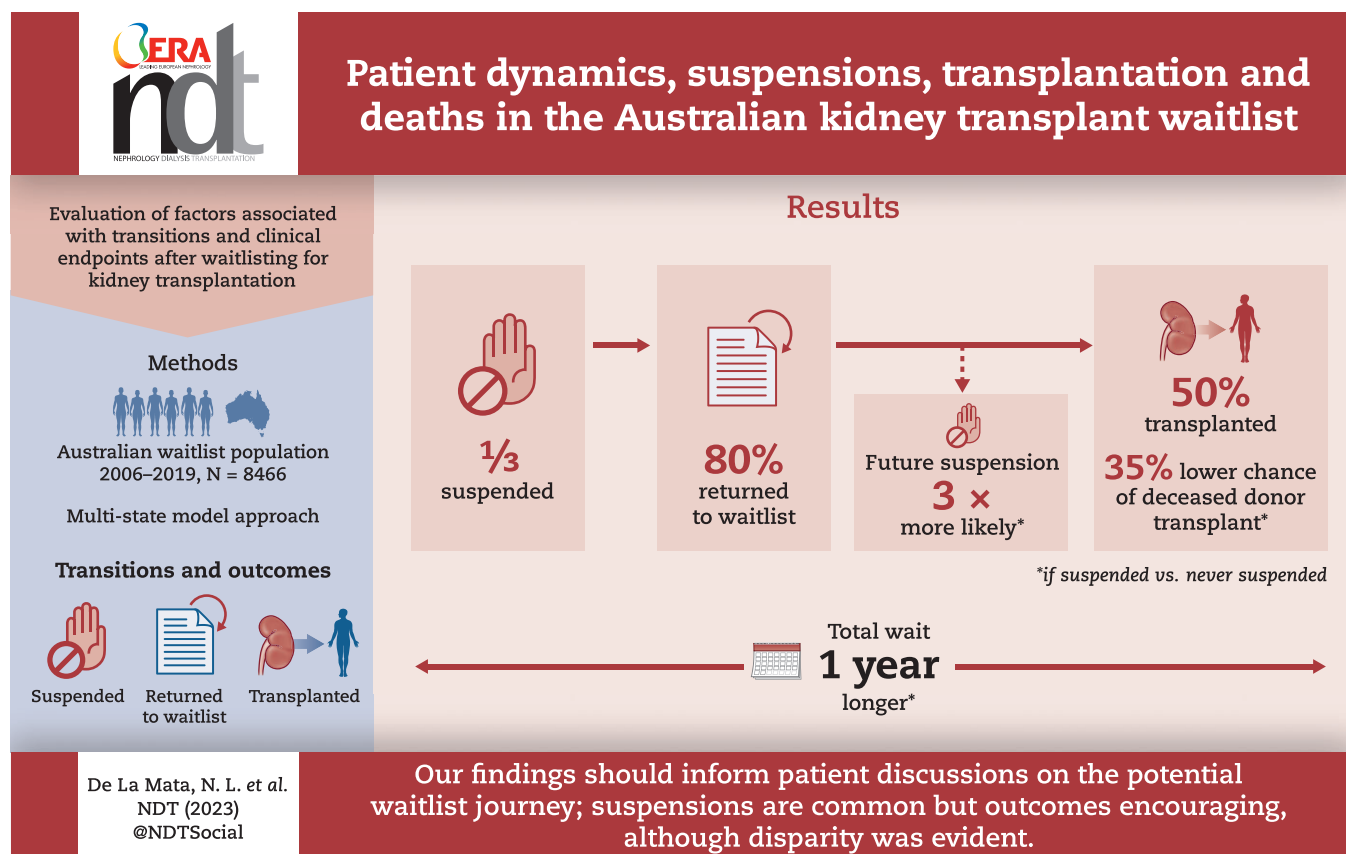 ERA
LEADING EUROPEAN NEPHROLOGY
ndt
NEPHROLOGY DIALYSIS TRANSPLANTATION
Patient dynamics, suspensions, transplantation and
deaths in the Australian kidney transplant waitlist
Evaluation of factors associated
with transitions and clinical
endpoints after waitlisting for
kidney transplantation
Methods
Australian waitlist population
2006–2019, N = 8466
Multi-state model approach
Transitions and outcomes
Suspended
Returned
to waitlist
Transplanted
Results
⅓
suspended
80%
returned
to waitlist
Future suspension
3 ×
more likely*
50%
transplanted
35% lower chance
of deceased donor
transplant*
*if suspended vs. never suspended
Total wait
1 year
longer*
De La Mata, N. L. et al.
NDT (2023)
@NDTSocial
Our findings should inform patient discussions on the potential
waitlist journey; suspensions are common but outcomes encouraging,
although disparity was evident.